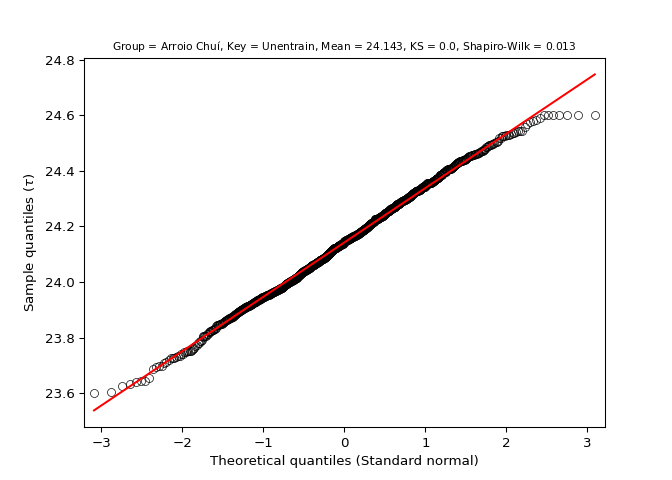 Group = Arroio Chuí, Key = Unentrain, Mean = 24.143, KS = 0.0, Shapiro-Wilk = 0.013
24.8
24.6
24.4
24.2
24.0
23.8
23.6
Sample quantiles (τ)
−3 −2 −1 0 1 2 3
Theoretical quantiles (Standard normal)